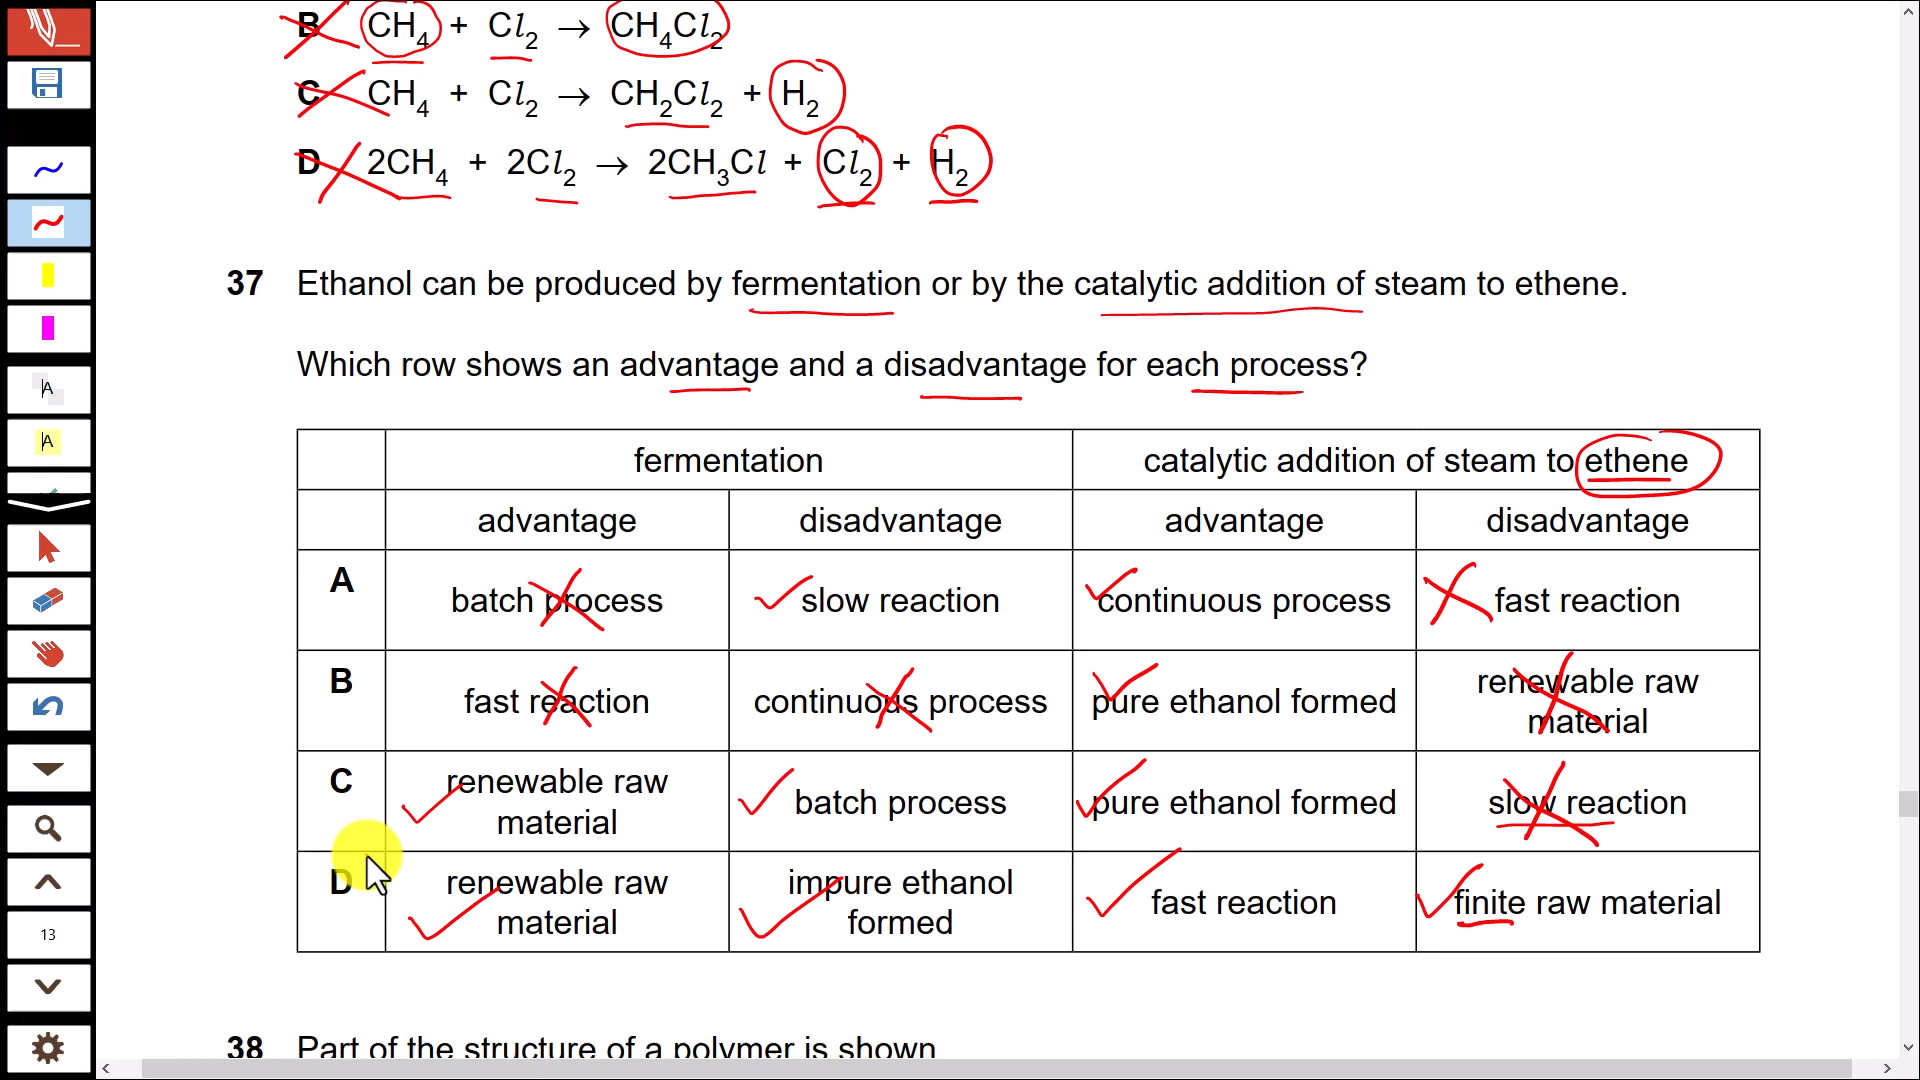 B CH4 + Cl2 → CH4Cl2
C CH4 + Cl2 → CH2Cl2 + H2
D 2CH4 + 2Cl2 → 2CH3Cl + Cl2 + H2
37 Ethanol can be produced by fermentation or by the catalytic addition of steam to ethene.
Which row shows an advantage and a disadvantage for each process?
fermentation catalytic addition of steam to ethene
advantage disadvantage advantage disadvantage
A batch process slow reaction continuous process fast reaction
B fast reaction continuous process pure ethanol formed renewable raw material
C renewable raw material batch process pure ethanol formed slow reaction
D renewable raw material impure ethanol formed fast reaction finite raw material
38 Part of the structure of a polymer is shown
A
A
13